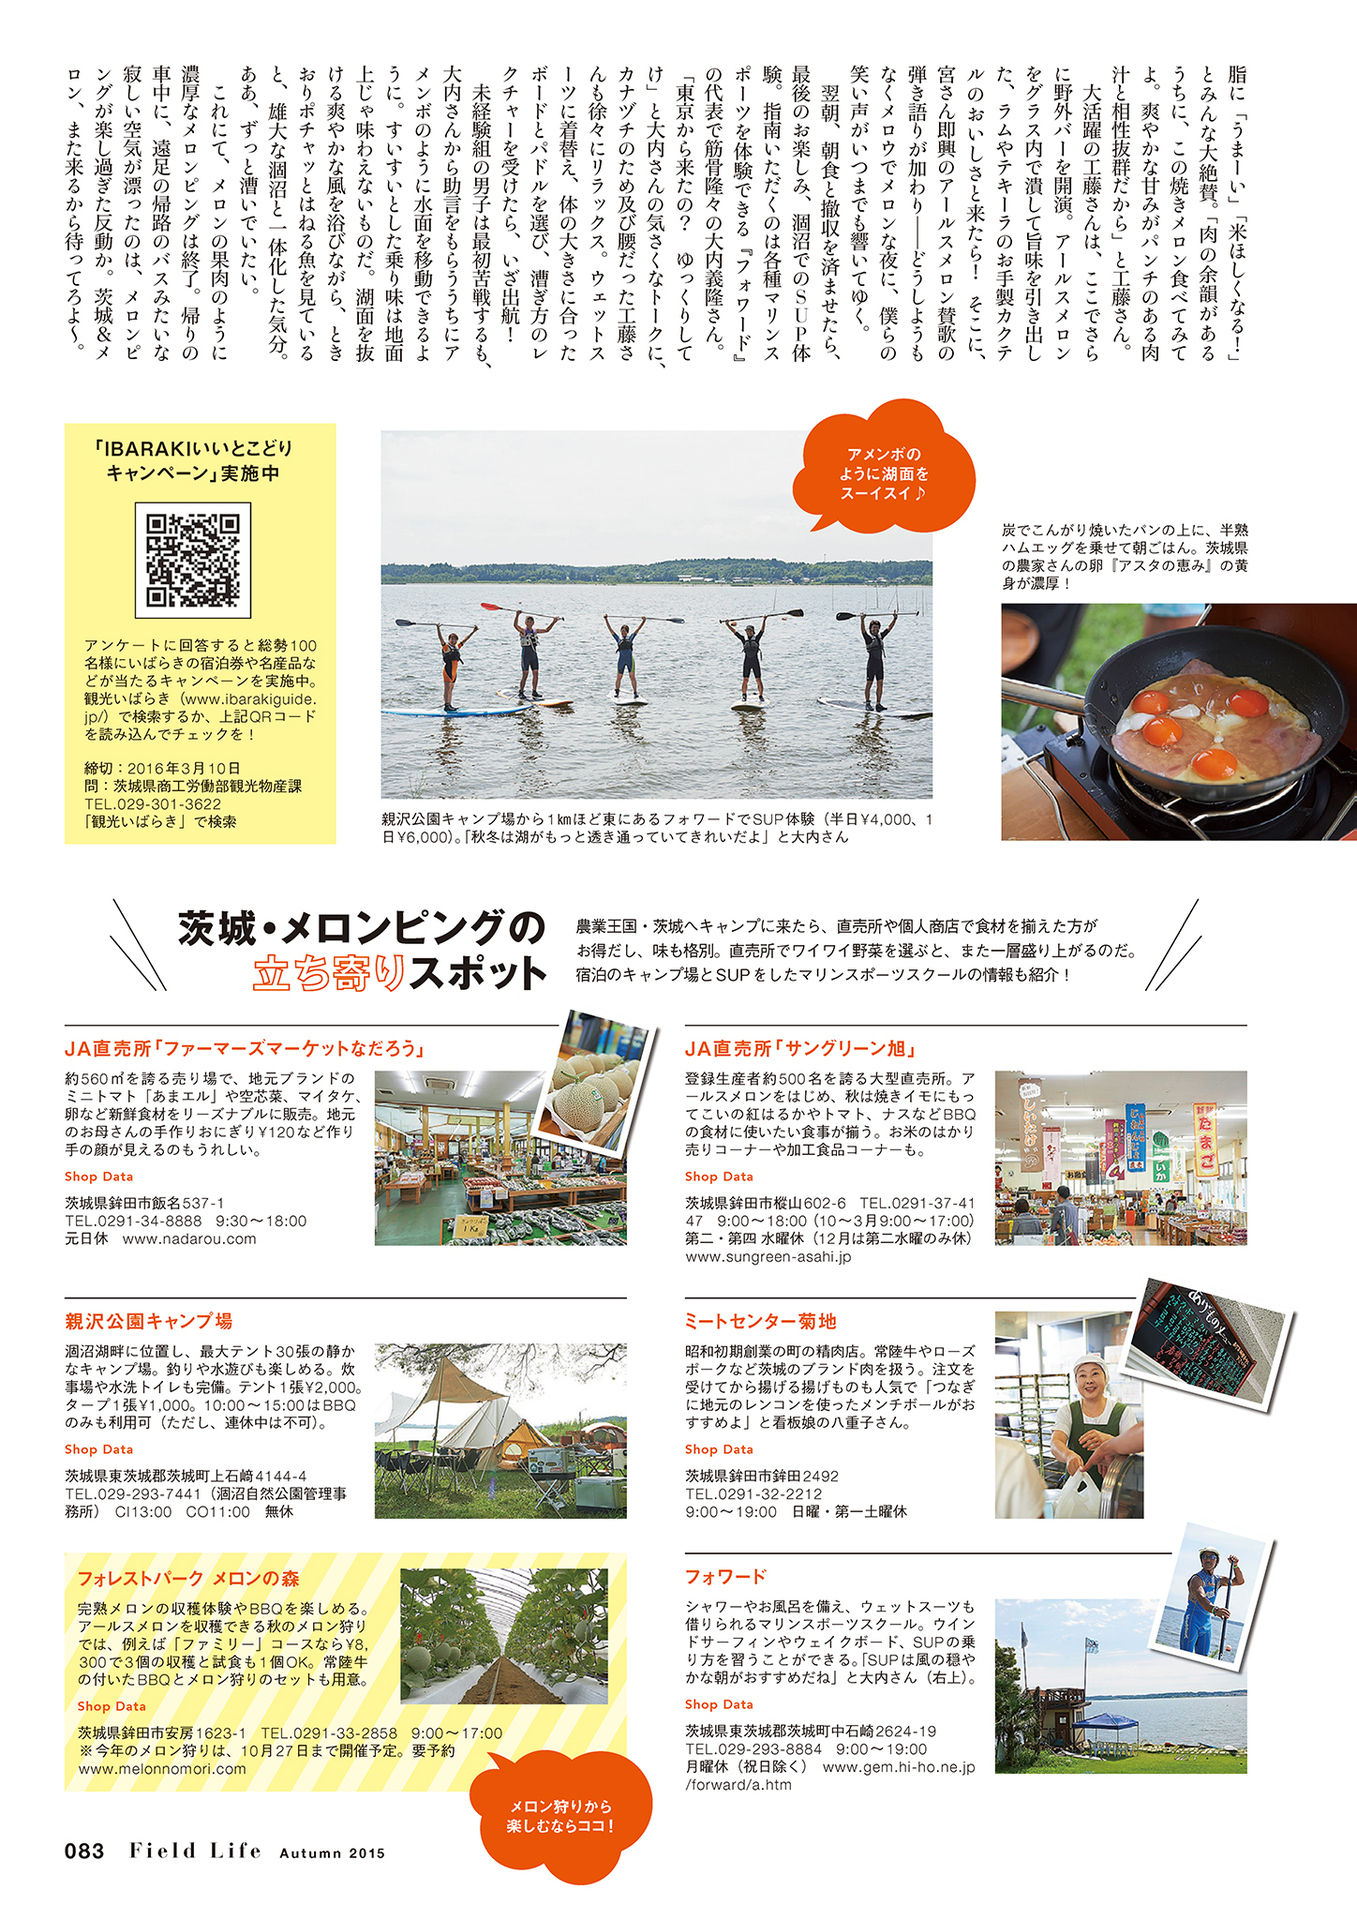 脂に「うまーい」「米ほしくなる！」
とみんな大絶賛。「肉の余韻がある
うちに、この焼きメロン食べてみて
よ。爽やかな甘みがパンチのある肉
汁と相性抜群だから」と工藤さん。
大活躍の工藤さんは、ここでさら
に野外バーを開演。アールスメロン
をグラス内で潰して旨味を引き出し
た、ラムやテキーラのお手製カクテ
ルのおいしさと来たら！　そこに、
宮さん即興のアールスメロン賛歌の
弾き語りが加わり──どうしようも
なくメロウでメロンな夜に、僕らの
笑い声がいつまでも響いてゆく。
翌朝、朝食と撤収を済ませたら、
最後のお楽しみ、涸沼でのSUP体
験。指南いただくのは各種マリンス
ポーツを体験できる『フォワード』
の代表で筋骨隆々の大内義隆さん。
「東京から来たの？　ゆっくりして
け」と大内さんの気さくなトークに、
カナヅチのため及び腰だった工藤さ
んも徐々にリラックス。ウェットス
ーツに着替え、体の大きさに合った
ボードとパドルを選び、漕ぎ方のレ
クチャーを受けたら、いざ出航！
未経験組の男子は最初苦戦するも、
大内さんから助言をもらううちにア
メンボのように水面を移動できるよ
うに。すいすいとした乗り味は地面
上じゃ味わえないものだ。湖面を抜
ける爽やかな風を浴びながら、とき
おりポチャッとはねる魚を見ている
と、雄大な涸沼と一体化した気分。
ああ、ずっと漕いでいたい。
これにて、メロンの果肉のように
濃厚なメロンピングは終了。帰りの
車中に、遠足の帰路のバスみたいな
寂しい空気が漂ったのは、メロンピ
ングが楽し過ぎた反動か。茨城＆メ
ロン、また来るから待ってろよ〜。
「IBARAKIいいとこどり
キャンペーン」実施中
アンケートに回答すると総勢100
名様にいばらきの宿泊券や名産品な
どが当たるキャンペーンを実施中。
観光いばらき（www.ibarakiguide.
jp/）で検索するか、上記QRコード
を読み込んでチェックを！
締切：2016年3月10日
問：茨城県商工労働部観光物産課
TEL.029-301-3622
「観光いばらき」で検索
アメンボの
ように湖面を
スーイスイ♪
親沢公園キャンプ場から1㎞ほど東にあるフォワードでSUP体験（半日¥4,000、1
日¥6,000）。「秋冬は湖がもっと透き通っていてきれいだよ」と大内さん
炭でこんがり焼いたパンの上に、半熟
ハムエッグを乗せて朝ごはん。茨城県
の農家さんの卵『アスタの恵み』の黄
身が濃厚！
茨城・メロンピングの
立ち寄りスポット
農業王国・茨城へキャンプに来たら、直売所や個人商店で食材を揃えた方が
お得だし、味も格別。直売所でワイワイ野菜を選ぶと、また一層盛り上がるのだ。
宿泊のキャンプ場とSUPをしたマリンスポーツスクールの情報も紹介！
JA直売所「ファーマーズマーケットなだろう」
約560㎡を誇る売り場で、地元ブランドの
ミニトマト「あまエル」や空芯菜、マイタケ、
卵など新鮮食材をリーズナブルに販売。地元
のお母さんの手作りおにぎり¥120など作り
手の顔が見えるのもうれしい。
Shop Data
茨城県鉾田市飯名537-1
TEL.0291-34-8888　9:30〜18:00
元日休　www.nadarou.com
JA直売所「サングリーン旭」
登録生産者約500名を誇る大型直売所。ア
ールスメロンをはじめ、秋は焼きイモにもっ
てこいの紅はるかやトマト、ナスなどBBQ
の食材に使いたい食事が揃う。お米のはかり
売りコーナーや加工食品コーナーも。
Shop Data
茨城県鉾田市樅山602-6　TEL.0291-37-41
47　9:00〜18:00（10〜3月9:00〜17:00）
第二・第四 水曜休（12月は第二水曜のみ休）
www.sungreen-asahi.jp
しいたけ
たまご
親沢公園キャンプ場
涸沼湖畔に位置し、最大テント30張の静か
なキャンプ場。釣りや水遊びも楽しめる。炊
事場や水洗トイレも完備。テント1張¥2,000。
タープ1張¥1,000。10:00〜15:00はBBQ
のみも利用可（ただし、連休中は不可）。
Shop Data
茨城県東茨城郡茨城町上石﨑4144-4
TEL.029-293-7441（涸沼自然公園管理事
務所）　CI13:00　CO11:00　無休
ミートセンター菊地
昭和初期創業の町の精肉店。常陸牛やローズ
ポークなど茨城のブランド肉を扱う。注文を
受けてから揚げる揚げものも人気で「つなぎ
に地元のレンコンを使ったメンチボールがお
すすめよ」と看板娘の八重子さん。
Shop Data
茨城県鉾田市鉾田2492
TEL.0291-32-2212
9:00〜19:00　日曜・第一土曜休
フォレストパーク メロンの森
完熟メロンの収穫体験やBBQを楽しめる。
アールスメロンを収穫できる秋のメロン狩り
では、例えば「ファミリー」コースなら¥8,
300で3個の収穫と試食も1個OK。常陸牛
の付いたBBQとメロン狩りのセットも用意。
Shop Data
茨城県鉾田市安房1623-1　TEL.0291-33-2858　9:00〜17:00
※今年のメロン狩りは、10月27日まで開催予定。要予約
www.melonnomori.com
メロン狩りから
楽しむならココ！
フォワード
シャワーやお風呂を備え、ウェットスーツも
借りられるマリンスポーツスクール。ウイン
ドサーフィンやウェイクボード、SUPの乗
り方を習うことができる。「SUPは風の穏や
かな朝がおすすめだね」と大内さん（右上）。
Shop Data
茨城県東茨城郡茨城町中石崎2624-19
TEL.029-293-8884　9:00〜19:00
月曜休（祝日除く）　www.gem.hi-ho.ne.jp
/forward/a.htm
083　Field Life　Autumn 2015